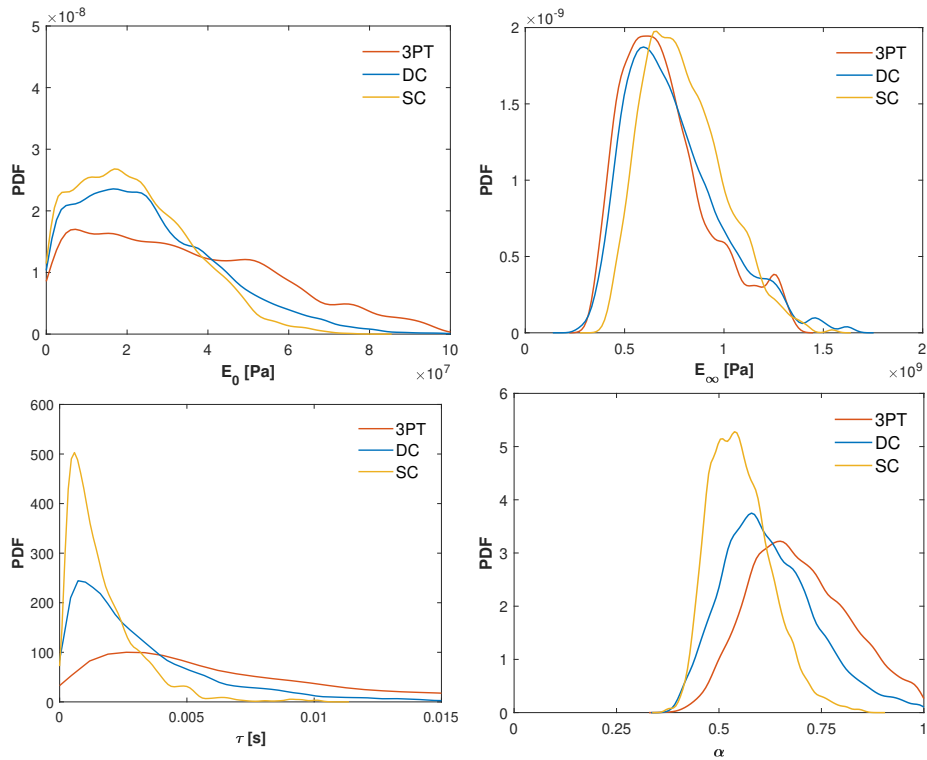 ×10⁻⁸
5
4
3
2
1
0
PDF
3PT
DC
SC
0 2 4 6 8 10
E₀ [Pa]
×10⁷
×10⁻⁹
2
1.5
1
0.5
0
PDF
3PT
DC
SC
0 0.5 1 1.5 2
E∞ [Pa]
×10⁹
600
500
400
300
200
100
0
PDF
3PT
DC
SC
0 0.005 0.01 0.015
τ [s]
6
5
4
3
2
1
0
PDF
3PT
DC
SC
0 0.25 0.5 0.75 1
α